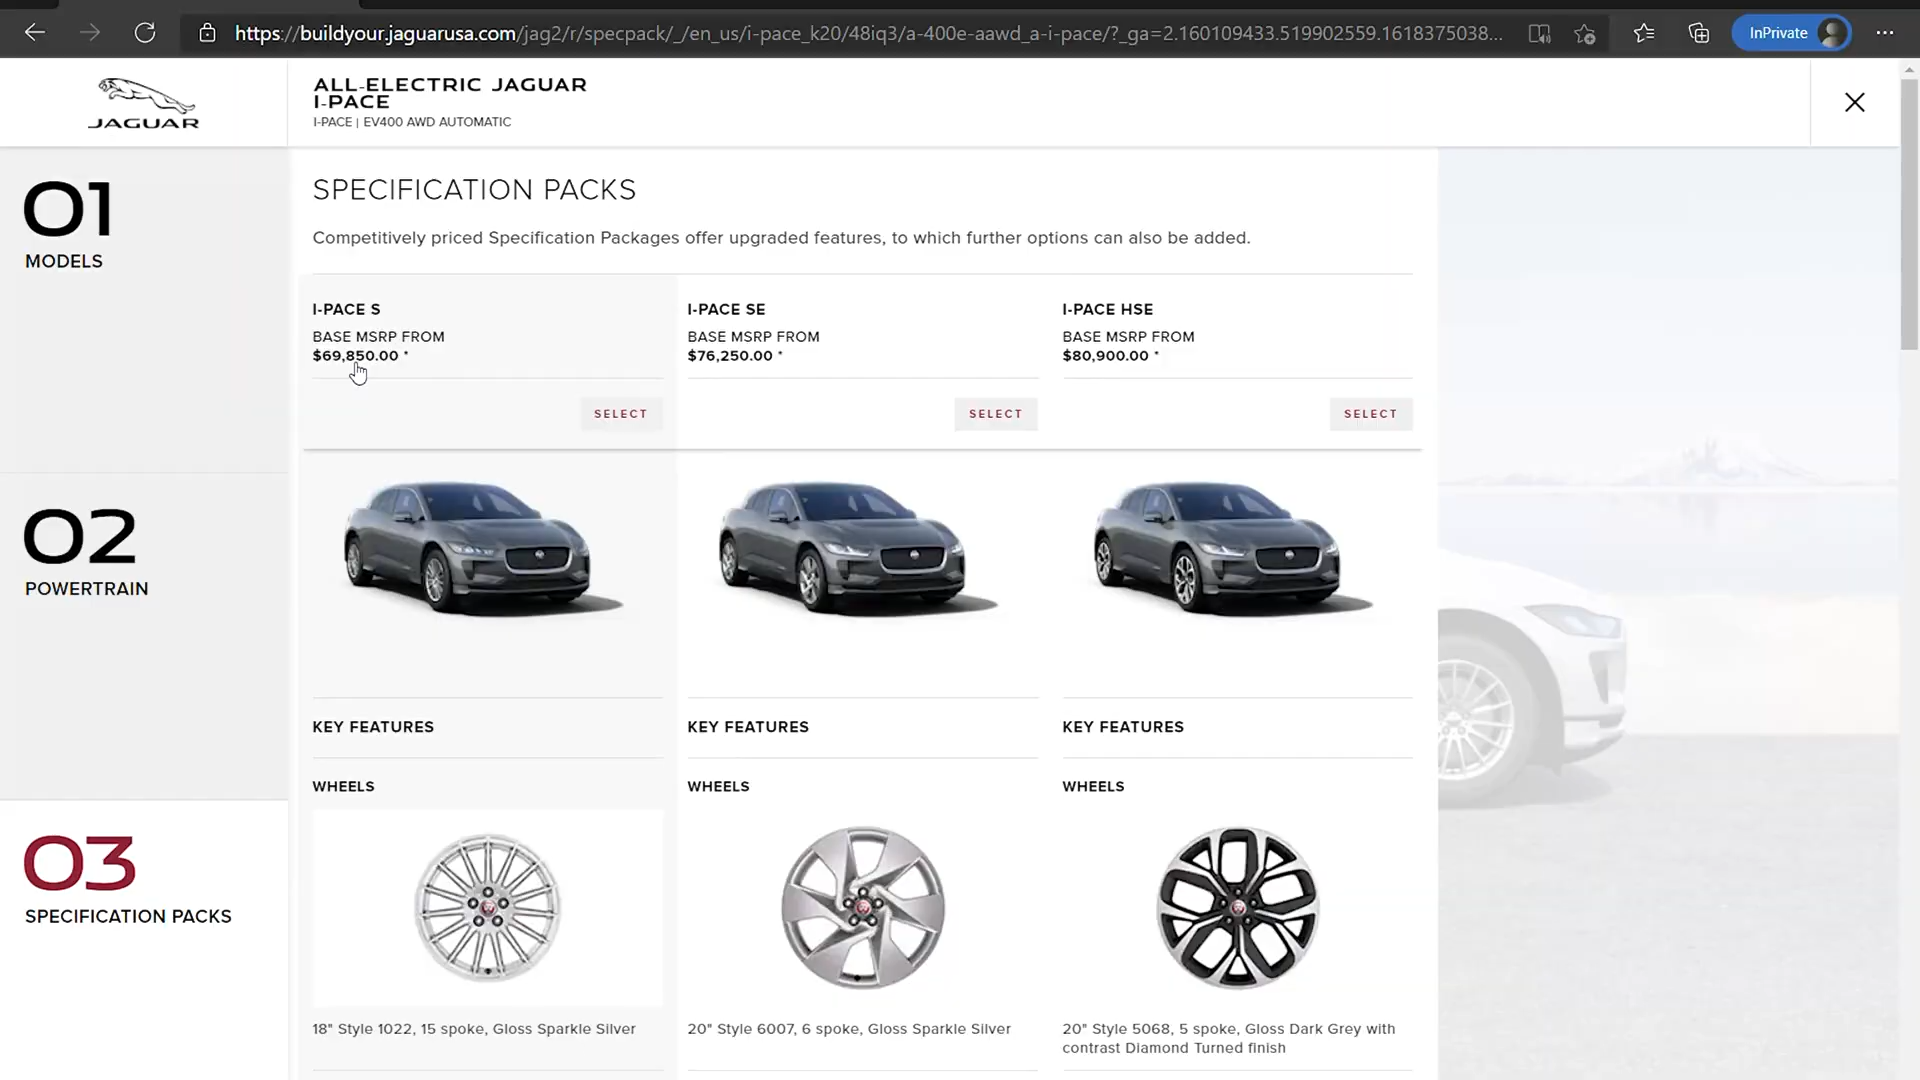 https://buildyour.jaguarusa.com/jag2/r/specpack/_/en_us/i-pace_k20/48iq3/a-400e-aawd_a-i-pace/?_ga=2.160109433.519902559.1618375038...
InPrivate
JAGUAR
ALL-ELECTRIC JAGUAR
I-PACE
I-PACE | EV400 AWD AUTOMATIC
01
MODELS
02
POWERTRAIN
03
SPECIFICATION PACKS
SPECIFICATION PACKS
Competitively priced Specification Packages offer upgraded features, to which further options can also be added.
I-PACE S
BASE MSRP FROM
$69,850.00 *
SELECT
KEY FEATURES
WHEELS
18" Style 1022, 15 spoke, Gloss Sparkle Silver
I-PACE SE
BASE MSRP FROM
$76,250.00 *
SELECT
KEY FEATURES
WHEELS
20" Style 6007, 6 spoke, Gloss Sparkle Silver
I-PACE HSE
BASE MSRP FROM
$80,900.00 *
SELECT
KEY FEATURES
WHEELS
20" Style 5068, 5 spoke, Gloss Dark Grey with
contrast Diamond Turned finish